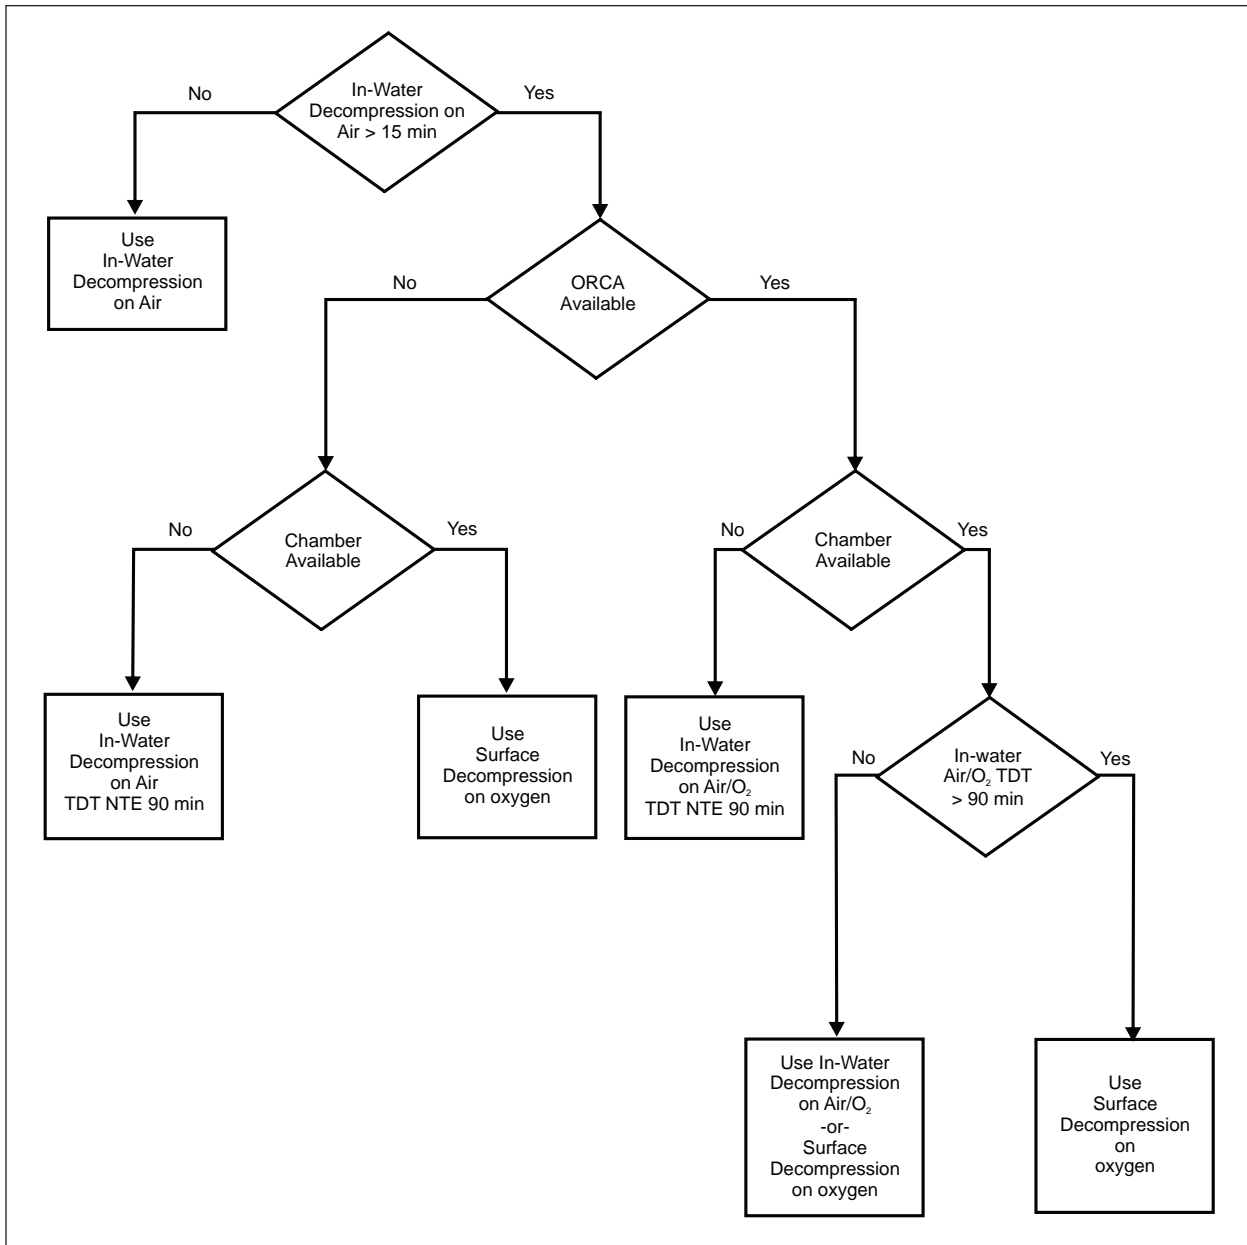 No
In-Water
Decompression on
Air > 15 min
Yes
Use
In-Water
Decompression
on Air
No
ORCA
Available
Yes
No
Chamber
Available
Yes
No
Chamber
Available
Yes
Use
In-Water
Decompression
on Air
TDT NTE 90 min
Use
Surface
Decompression
on oxygen
Use
In-Water
Decompression
on Air/O₂
TDT NTE 90 min
No
In-water
Air/O₂ TDT
> 90 min
Yes
Use In-Water
Decompression
on Air/O₂
-or-
Surface
Decompression
on oxygen
Use
Surface
Decompression
on
oxygen